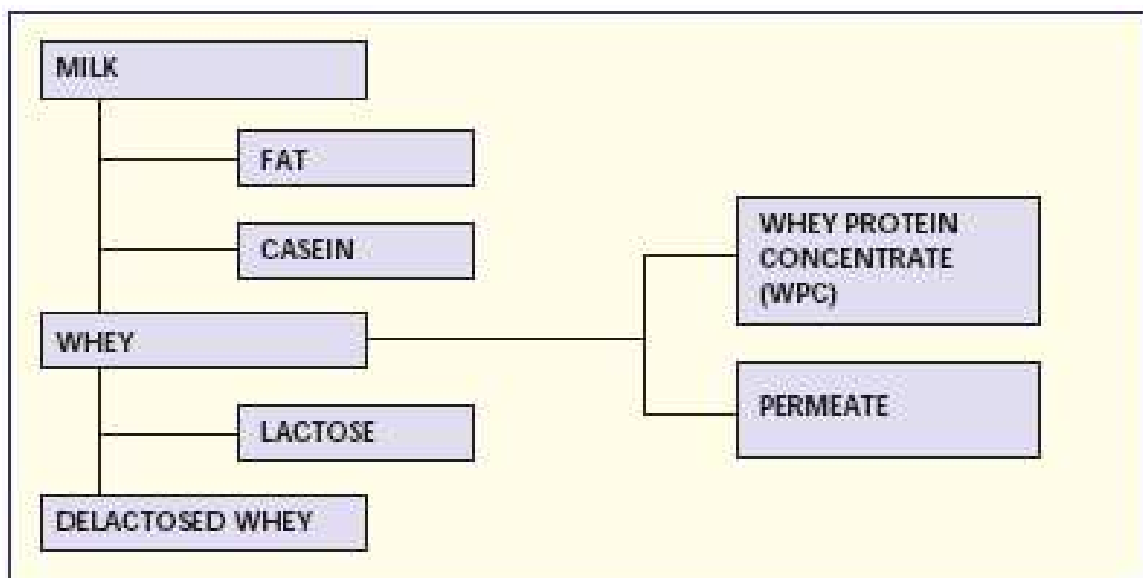 MILK
FAT
CASEIN
WHEY
LACTOSE
DELACTOSED WHEY
WHEY PROTEIN
CONCENTRATE
(WPC)
PERMEATE